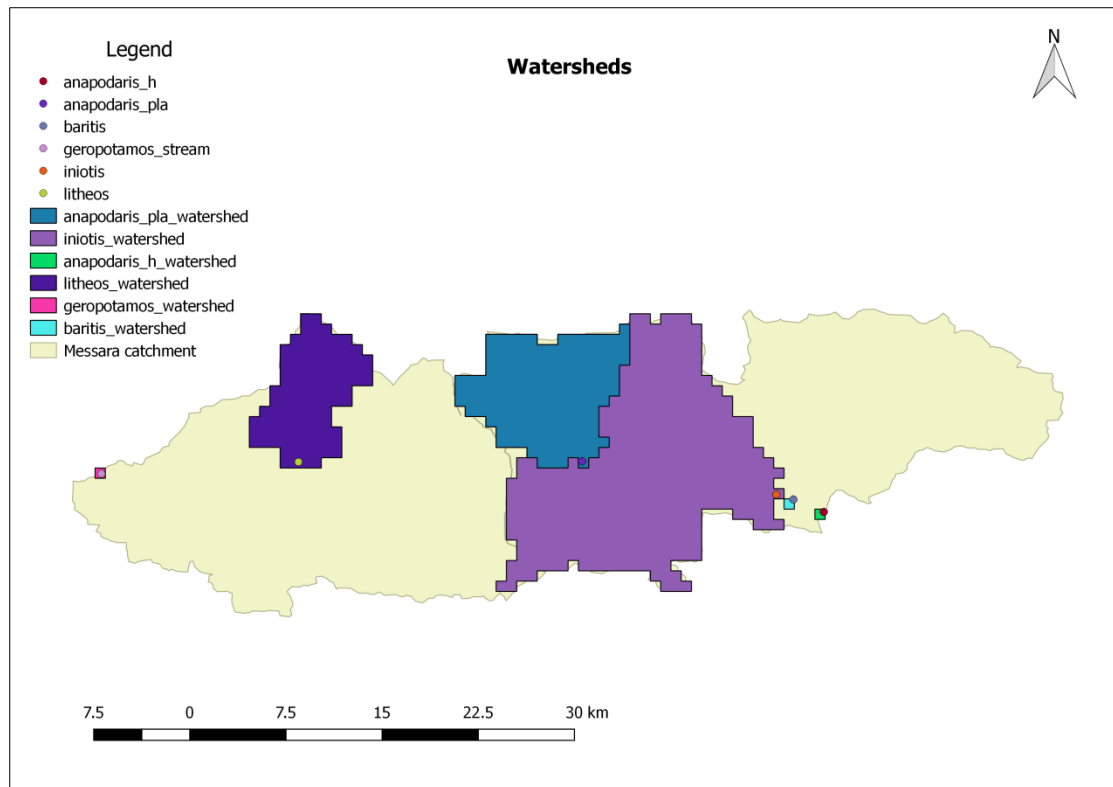 Legend
Watersheds
N
anapodaris_h
anapodaris_pla
baritis
geropotamos_stream
iniotis
litheos
anapodaris_pla_watershed
iniotis_watershed
anapodaris_h_watershed
litheos_watershed
geropotamos_watershed
baritis_watershed
Messara catchment
7.5 0 7.5 15 22.5 30 km